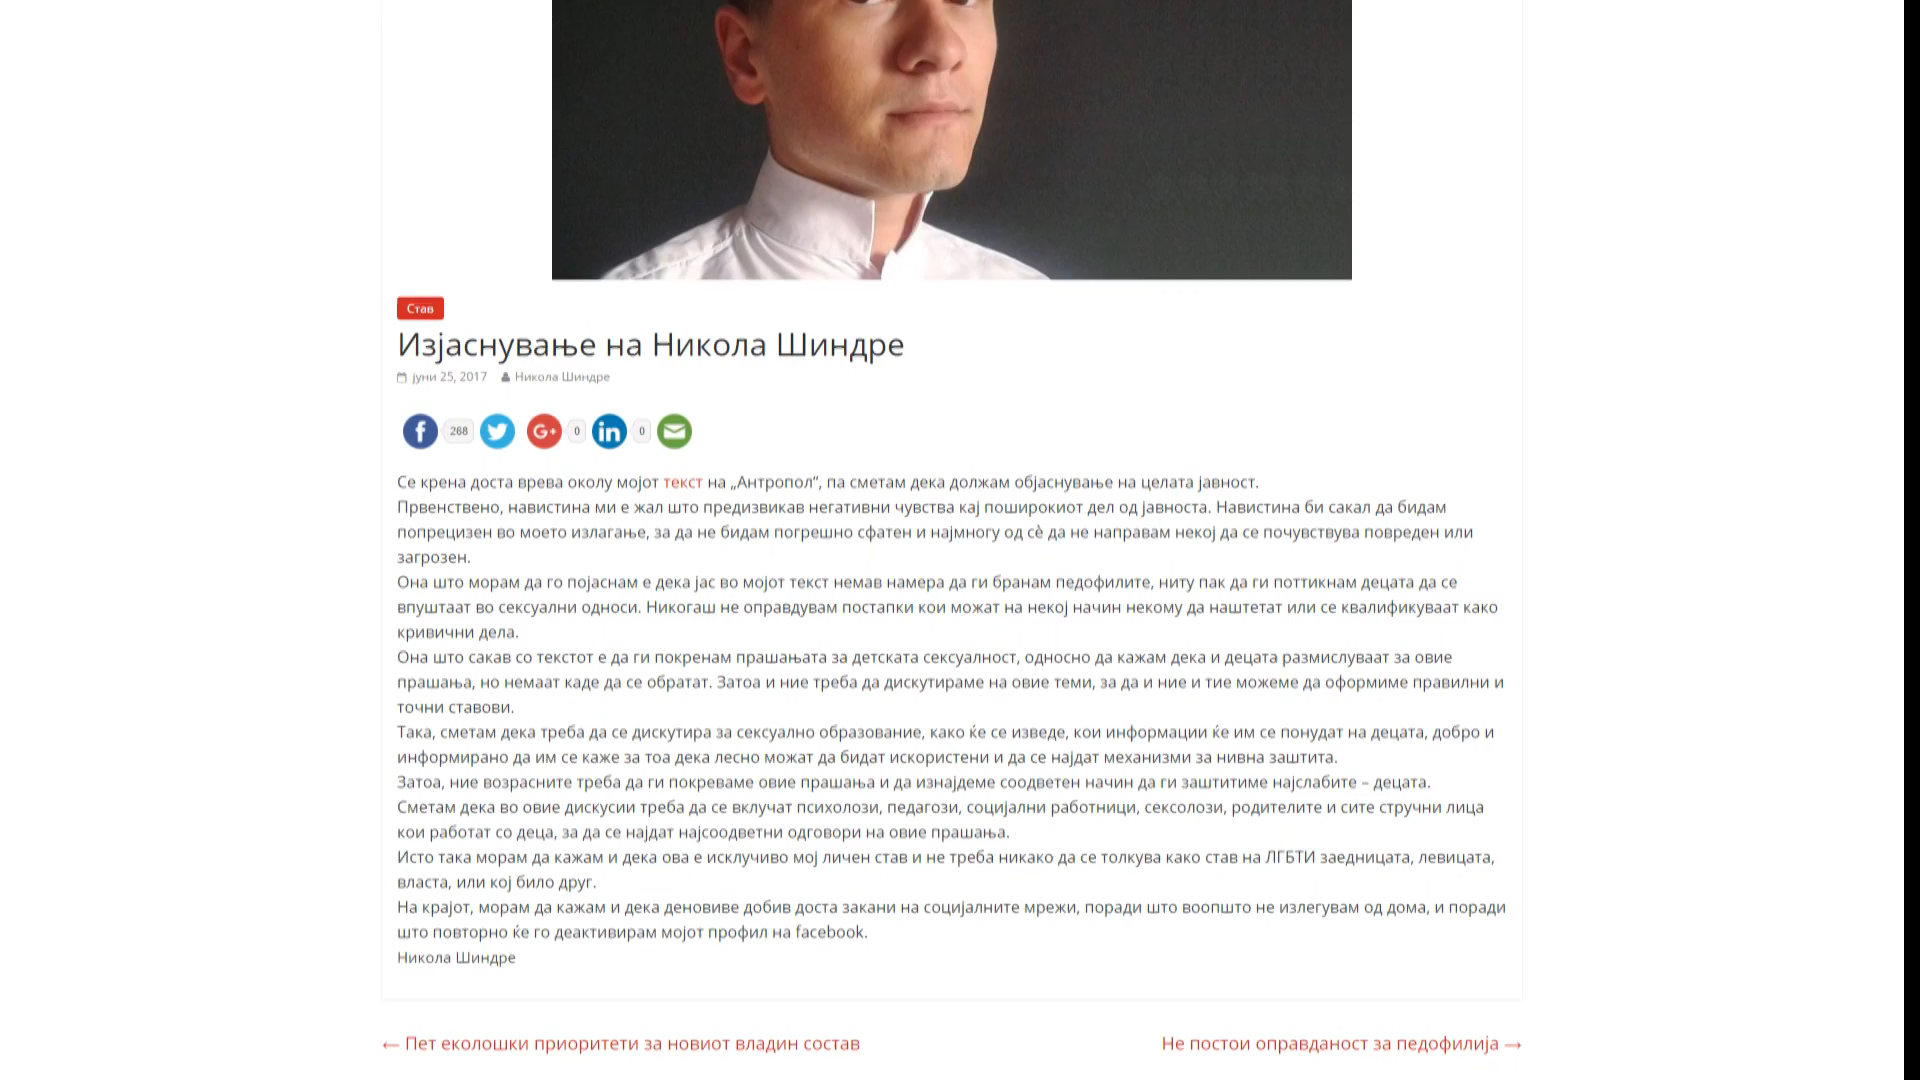 Став
Изјаснување на Никола Шиндре
јуни 25, 2017 Никола Шиндре
268 0 0
Се крена доста врева околу мојот текст на „Антропол“, па сметам дека должам објаснување на целата јавност.
Првенствено, навистина ми е жал што предизвикав негативни чувства кај поширокиот дел од јавноста. Навистина би сакал да бидам
попрецизен во моето излагање, за да не бидам погрешно сфатен и најмногу од сѐ да не направам некој да се почувствува повреден или
загрозен.
Она што морам да го појаснам е дека јас во мојот текст немав намера да ги бранам педофилите, ниту пак да ги поттикнам децата да се
впуштаат во сексуални односи. Никогаш не оправдувам постапки кои можат на некој начин некому да наштетат или се квалификуваат како
кривични дела.
Она што сакав со текстот е да ги покренам прашањата за детската сексуалност, односно да кажам дека и децата размислуваат за овие
прашања, но немаат каде да се обратат. Затоа и ние треба да дискутираме на овие теми, за да и ние и тие можеме да оформиме правилни и
точни ставови.
Така, сметам дека треба да се дискутира за сексуално образование, како ќе се изведе, кои информации ќе им се понудат на децата, добро и
информирано да им се каже за тоа дека лесно можат да бидат искористени и да се најдат механизми за нивна заштита.
Затоа, ние возрасните треба да ги покреваме овие прашања и да изнајдеме соодветен начин да ги заштитиме најслабите – децата.
Сметам дека во овие дискусии треба да се вклучат психолози, педагози, социјални работници, сексолози, родителите и сите стручни лица
кои работат со деца, за да се најдат најсоодветни одговори на овие прашања.
Исто така морам да кажам и дека ова е исклучиво мој личен став и не треба никако да се толкува како став на ЛГБТИ заедницата, левицата,
власта, или кој било друг.
На крајот, морам да кажам и дека деновиве добив доста закани на социјалните мрежи, поради што воопшто не излегувам од дома, и поради
што повторно ќе го деактивирам мојот профил на facebook.
Никола Шиндре
← Пет еколошки приоритети за новиот владин состав
Не постои оправданост за педофилија →